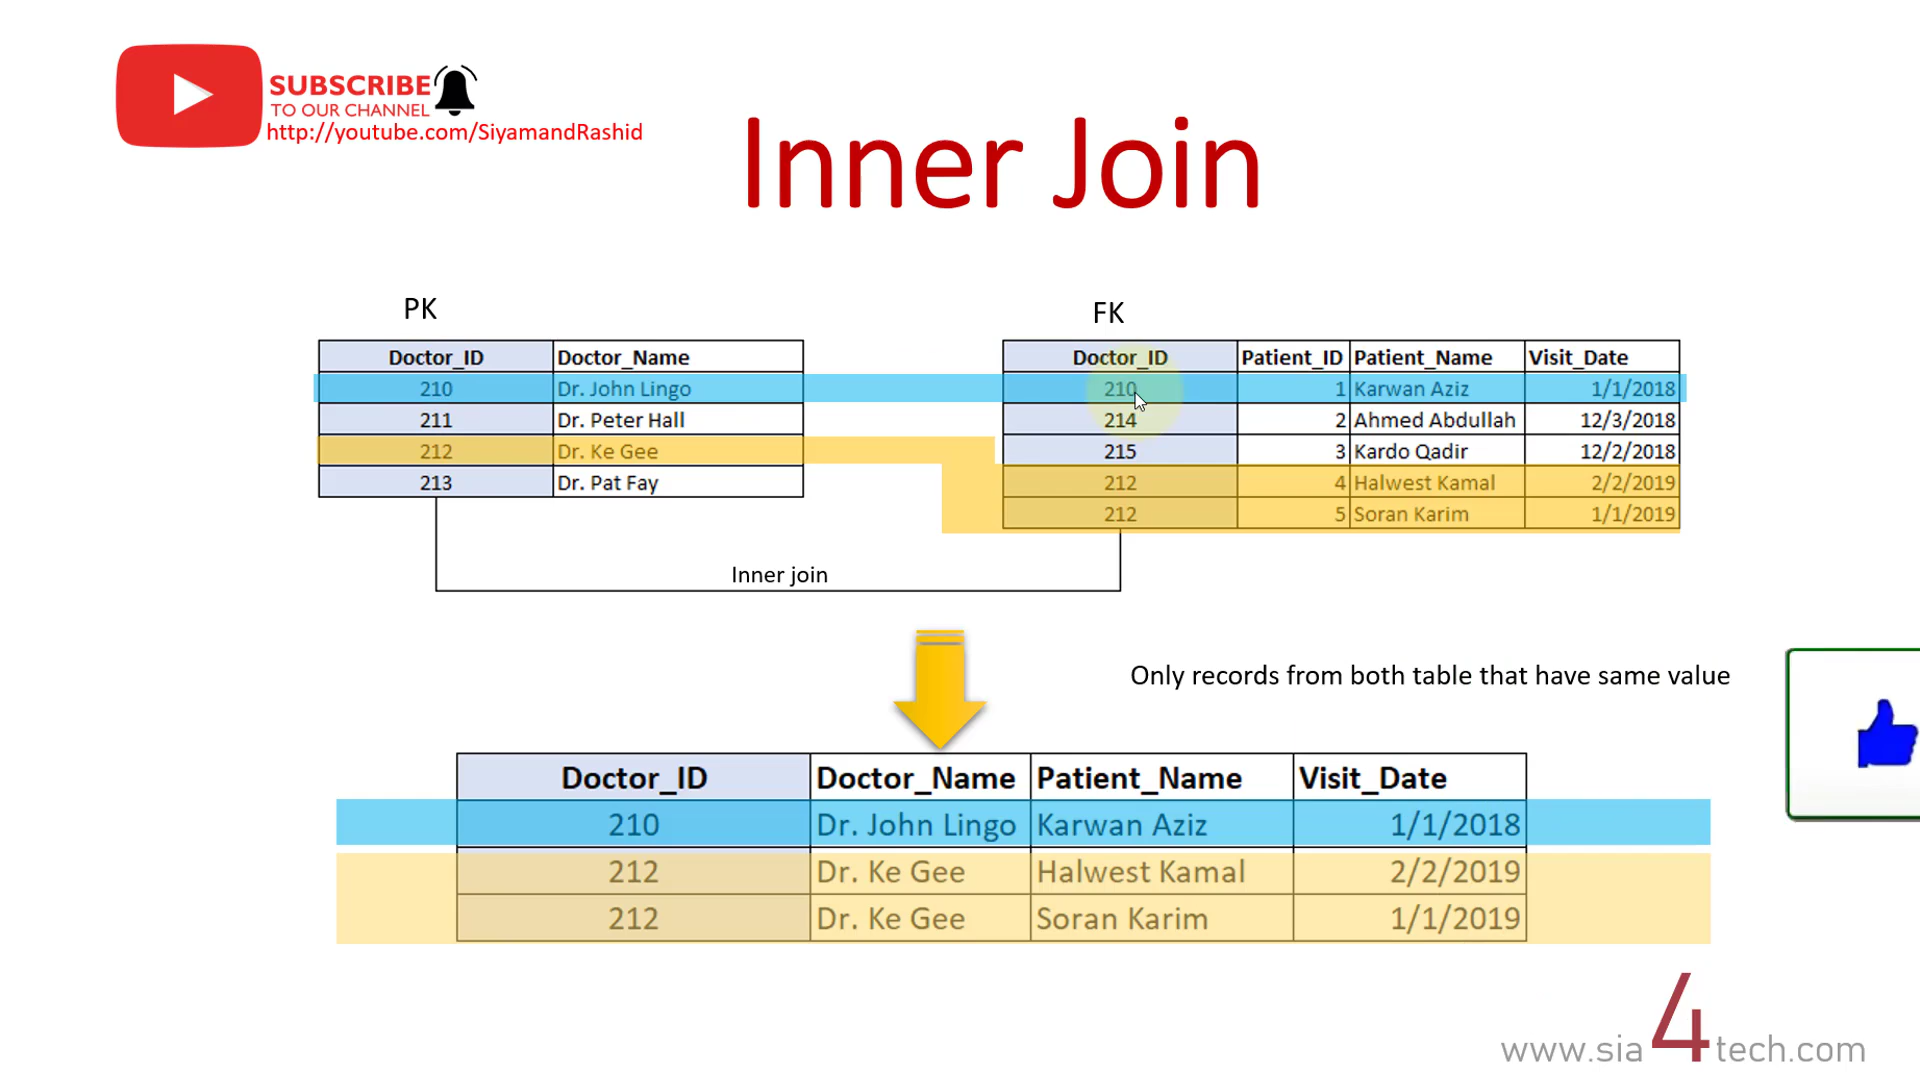 SUBSCRIBE
TO OUR CHANNEL
http://youtube.com/SiyamandRashid
Inner Join
PK
Doctor_ID Doctor_Name
210 Dr. John Lingo
211 Dr. Peter Hall
212 Dr. Ke Gee
213 Dr. Pat Fay
FK
Doctor_ID Patient_ID Patient_Name Visit_Date
210 1 Karwan Aziz 1/1/2018
214 2 Ahmed Abdullah 12/3/2018
215 3 Kardo Qadir 12/2/2018
212 4 Halwest Kamal 2/2/2019
212 5 Soran Karim 1/1/2019
Inner join
Only records from both table that have same value
Doctor_ID Doctor_Name Patient_Name Visit_Date
210 Dr. John Lingo Karwan Aziz 1/1/2018
212 Dr. Ke Gee Halwest Kamal 2/2/2019
212 Dr. Ke Gee Soran Karim 1/1/2019
www.sia4tech.com